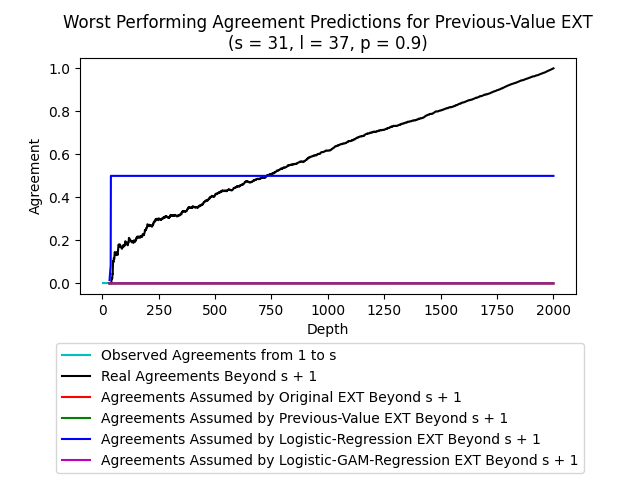 Worst Performing Agreement Predictions for Previous-Value EXT
(s = 31, l = 37, p = 0.9)
1.0
0.8
0.6
0.4
0.2
0.0
Agreement
0 250 500 750 1000 1250 1500 1750 2000
Depth
Observed Agreements from 1 to s
Real Agreements Beyond s + 1
Agreements Assumed by Original EXT Beyond s + 1
Agreements Assumed by Previous-Value EXT Beyond s + 1
Agreements Assumed by Logistic-Regression EXT Beyond s + 1
Agreements Assumed by Logistic-GAM-Regression EXT Beyond s + 1